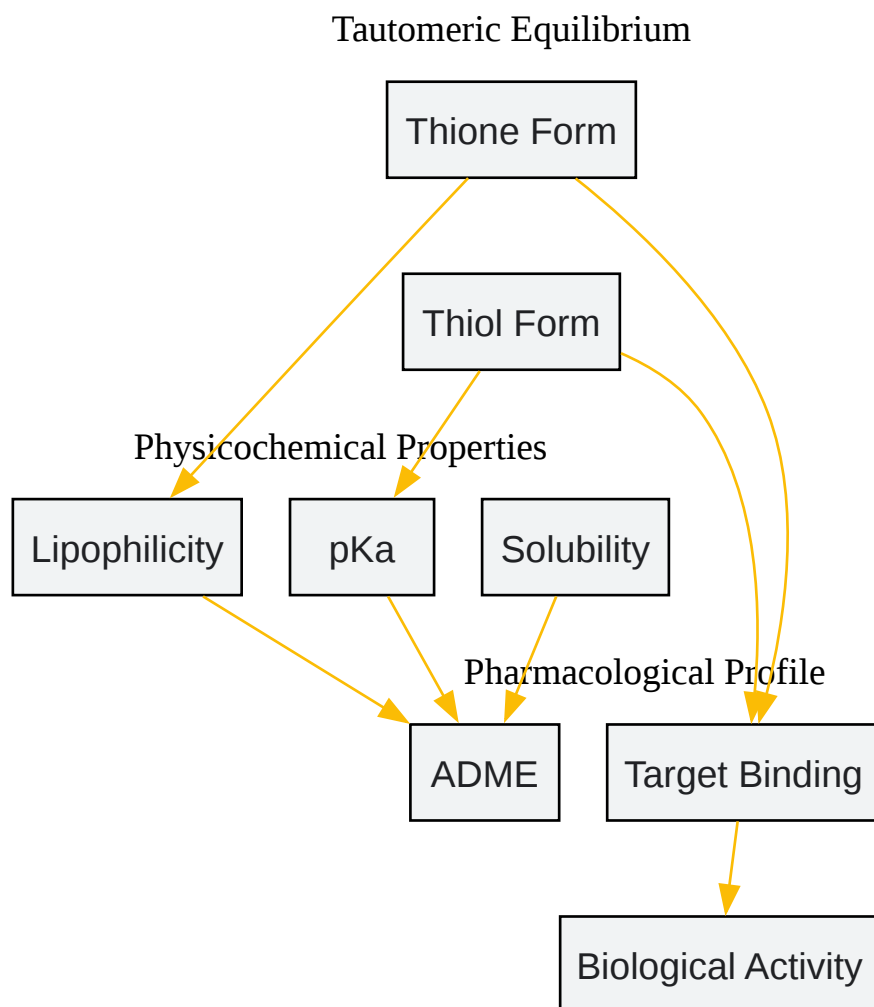 Tautomeric Equilibrium
Thione Form
Thiol Form
Physicochemical Properties
Lipophilicity
pKa
Solubility
Pharmacological Profile
ADME
Target Binding
Biological Activity